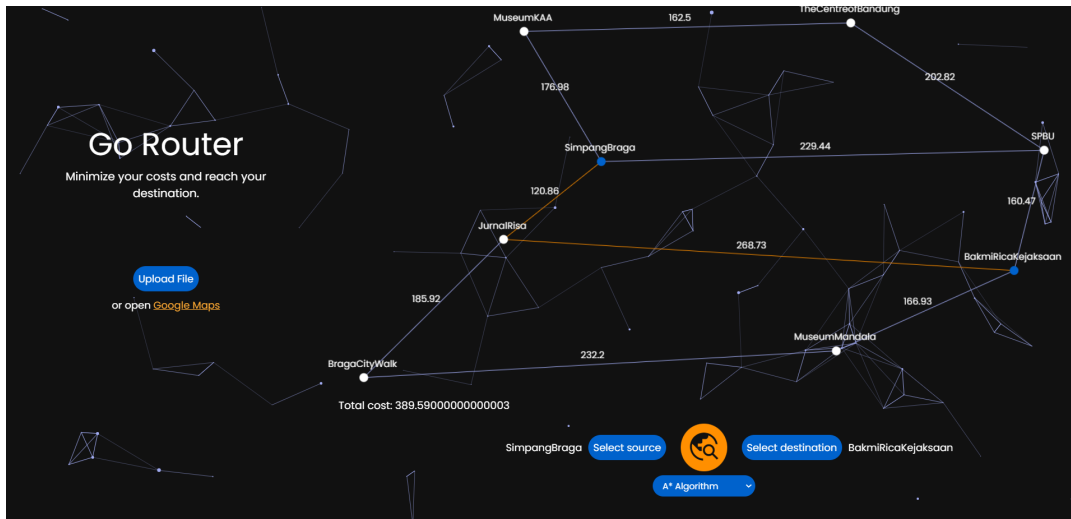 MuseumKAA
162.5
TheCentreofBandung
176.98
202.82
Go Router
Minimize your costs and reach your
destination.
SimpangBraga
229.44
SPBU
120.86
160.47
JurnalRisa
268.73
BakmiRicaKejaksaan
Upload File
or open Google Maps
185.92
166.93
MuseumMandala
232.2
BragaCityWalk
Total cost: 389.59000000000003
SimpangBraga Select source Select destination BakmiRicaKejaksaan
A* Algorithm